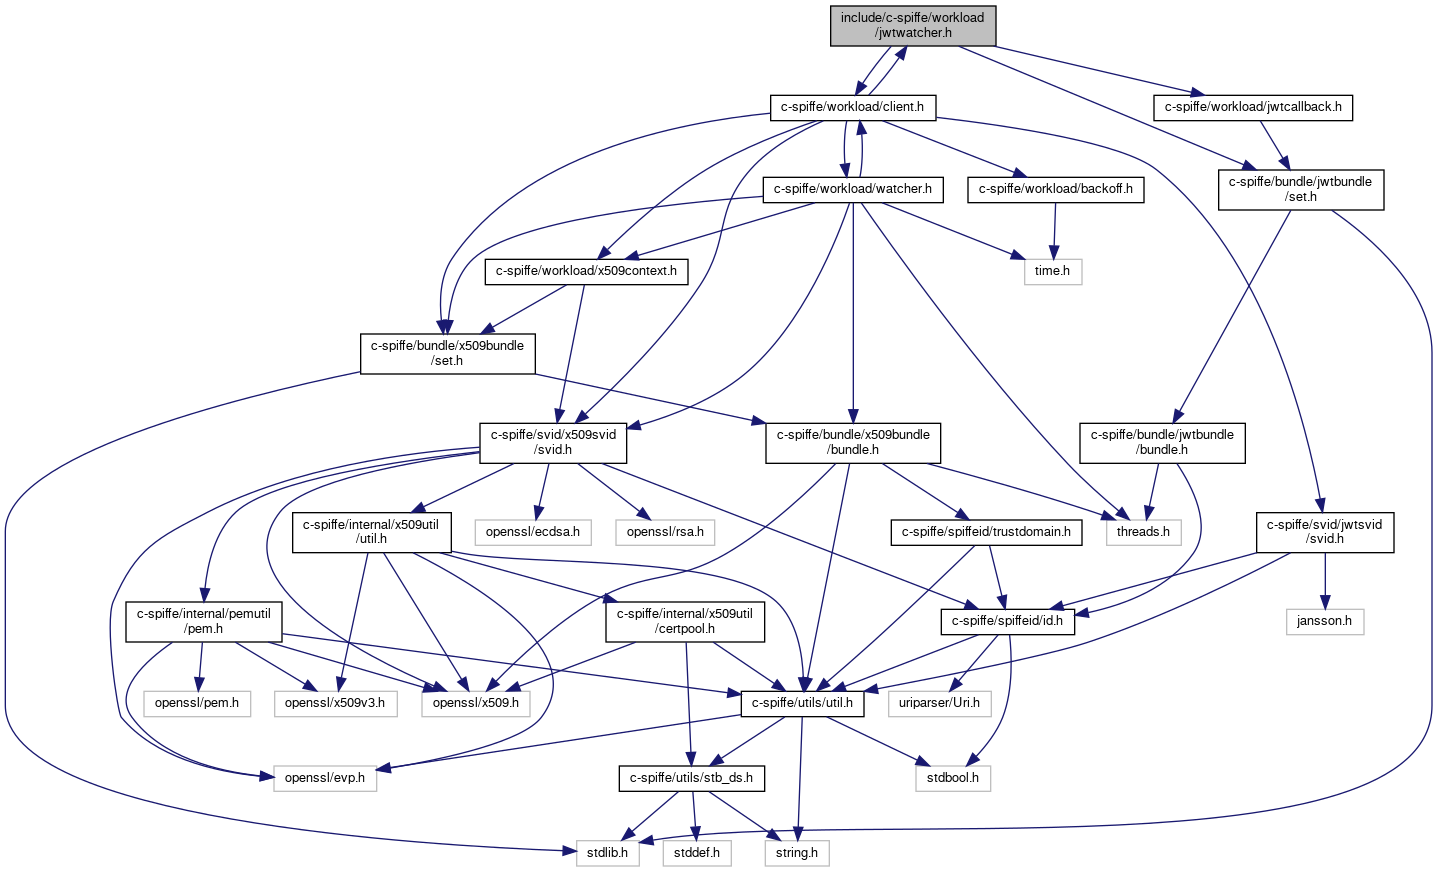 include/c-spiffe/workload
/jwtwatcher.h
c-spiffe/workload/client.h
c-spiffe/workload/jwtcallback.h
c-spiffe/workload/watcher.h
c-spiffe/workload/backoff.h
c-spiffe/bundle/jwtbundle
/set.h
c-spiffe/workload/x509context.h
time.h
c-spiffe/bundle/x509bundle
/set.h
c-spiffe/svid/x509svid
/svid.h
c-spiffe/bundle/x509bundle
/bundle.h
c-spiffe/bundle/jwtbundle
/bundle.h
c-spiffe/internal/x509util
/util.h
openssl/ecdsa.h
openssl/rsa.h
c-spiffe/spiffeid/trustdomain.h
threads.h
c-spiffe/svid/jwtsvid
/svid.h
c-spiffe/internal/pemutil
/pem.h
c-spiffe/internal/x509util
/certpool.h
c-spiffe/spiffeid/id.h
jansson.h
openssl/pem.h
openssl/x509v3.h
openssl/x509.h
c-spiffe/utils/util.h
uriparser/Uri.h
openssl/evp.h
c-spiffe/utils/stb_ds.h
stdbool.h
stdlib.h
stddef.h
string.h